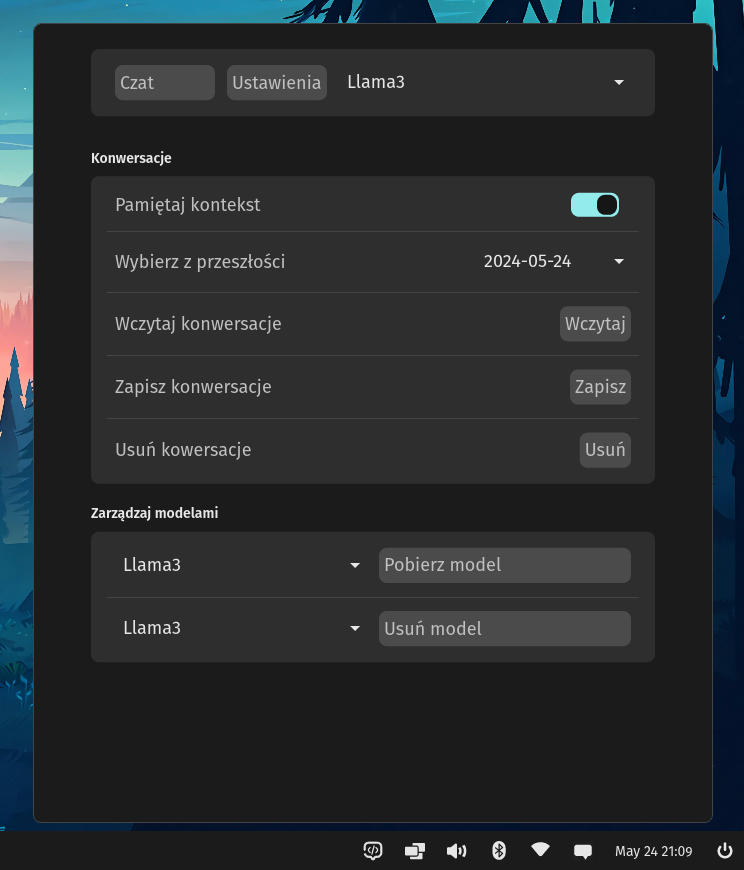 Czat Ustawienia Llama3
Konwersacje
Pamiętaj kontekst
Wybierz z przeszłości 2024-05-24
Wczytaj konwersacje Wczytaj
Zapisz konwersacje Zapisz
Usuń kowersacje Usuń
Zarządzaj modelami
Llama3 Pobierz model
Llama3 Usuń model
May 24 21:09